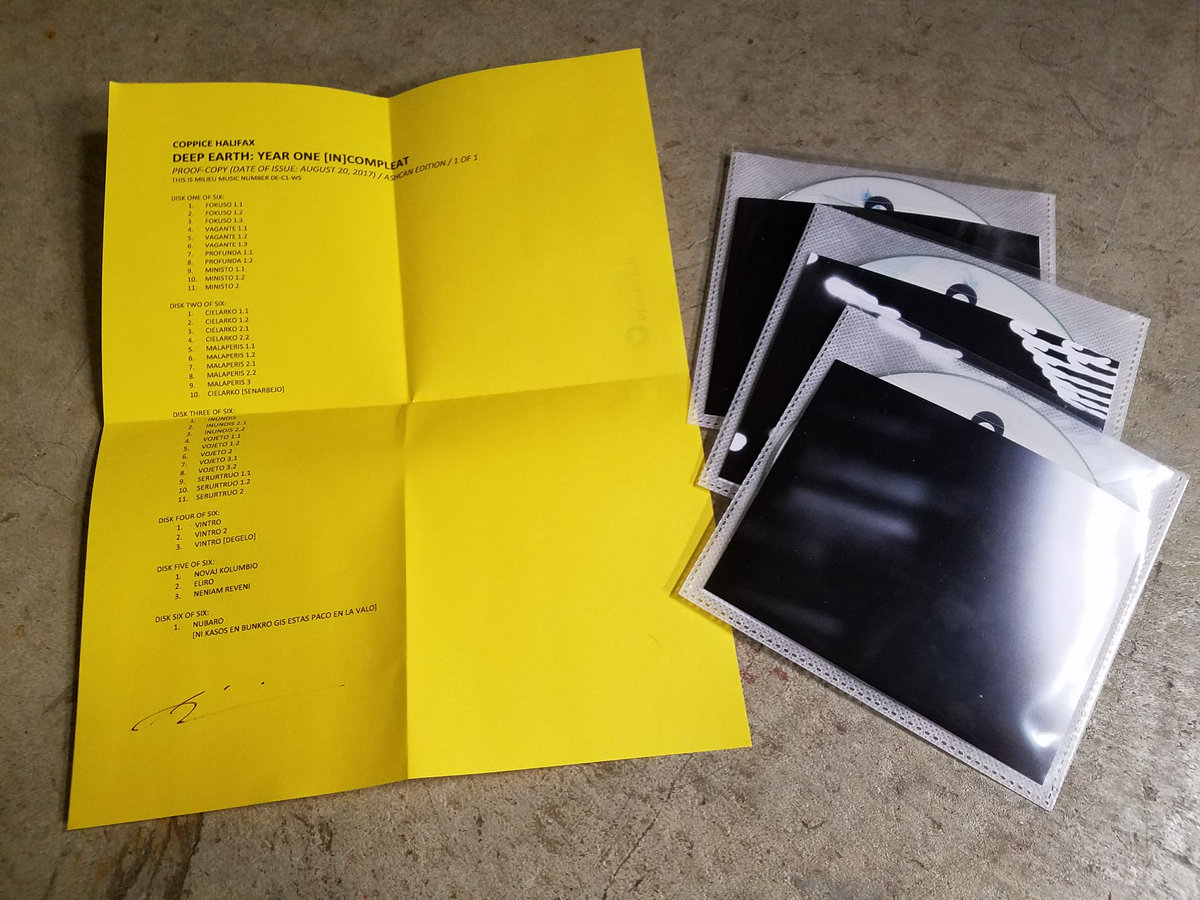 COPPICE HALIFAX
DEEP EARTH: YEAR ONE [IN]COMPLEAT
PROOF-COPY (DATE OF ISSUE: AUGUST 20, 2017) / ASHCAN EDITION / 1 OF 1
THIS IS MILIEU MUSIC NUMBER DE-C1-WS
DISK ONE OF SIX:
1. FOKUSO 1.1
2. FOKUSO 1.2
3. FOKUSO 1.3
4. VAGANTE 1.1
5. VAGANTE 1.2
6. VAGANTE 1.3
7. PROFUNDA 1.1
8. PROFUNDA 1.2
9. MINISTO 1.1
10. MINISTO 1.2
11. MINISTO 2
DISK TWO OF SIX:
1. CIELARKO 1.1
2. CIELARKO 1.2
3. CIELARKO 2.1
4. CIELARKO 2.2
5. MALAPERIS 1.1
6. MALAPERIS 1.2
7. MALAPERIS 2.1
8. MALAPERIS 2.2
9. MALAPERIS 3
10. CIELARKO [SENARBEJO]
DISK THREE OF SIX:
1. INUNDIS
2. INUNDIS 2.1
3. INUNDIS 2.2
4. VOJETO 1.1
5. VOJETO 1.2
6. VOJETO 2
7. VOJETO 3.1
8. VOJETO 3.2
9. SERURTRUO 1.1
10. SERURTRUO 1.2
11. SERURTRUO 2
DISK FOUR OF SIX:
1. VINTRO
2. VINTRO 2
3. VINTRO [DEGELO]
DISK FIVE OF SIX:
1. NOVAJ KOLUMBIO
2. ELIRO
3. NENIAM REVENI
DISK SIX OF SIX:
1. NUBARO
[NI KASOS EN BUNKRO GIS ESTAS PACO EN LA VALO]